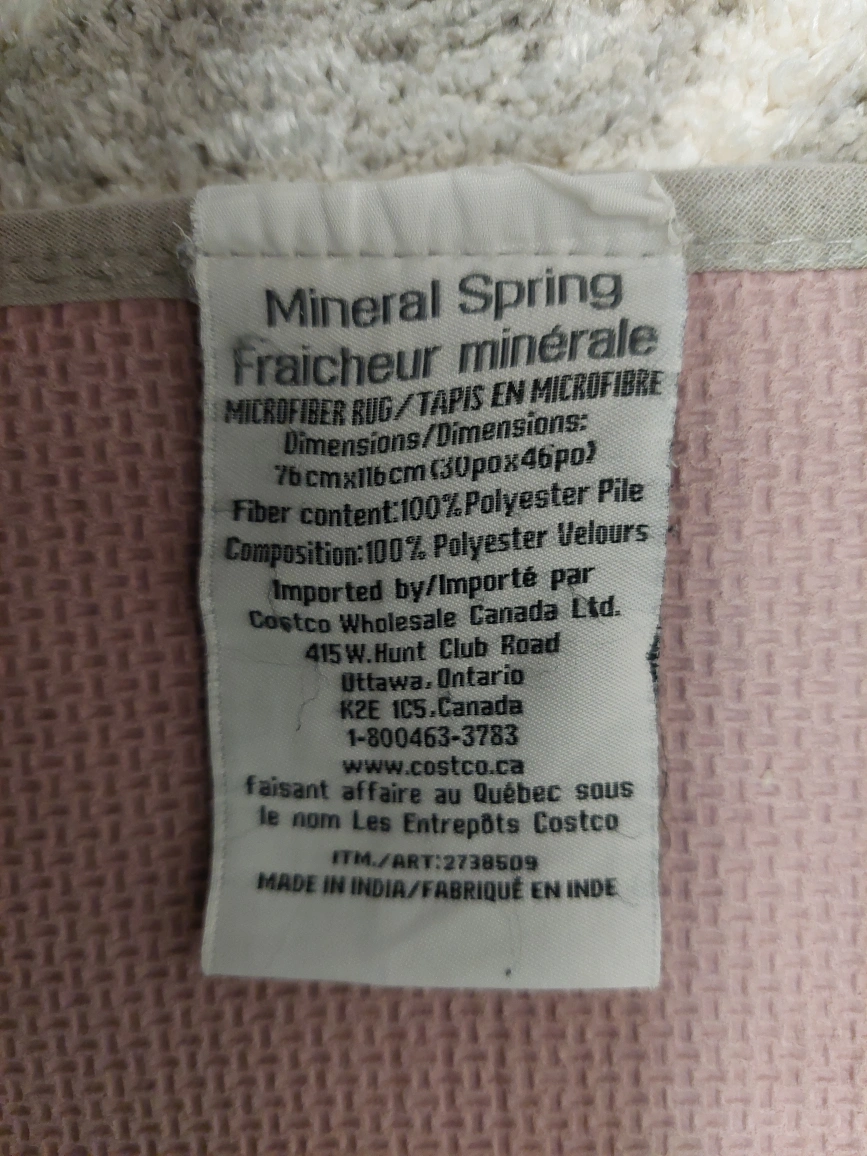 Mineral Spring
Fraicheur minérale
MICROFIBER RUG/TAPIS EN MICROFIBRE
Dimensions/Dimensions:
76cmx116cm(30pox46po)
Fiber content:100%Polyester Pile
Composition:100% Polyester Velours
Imported by/Importé par
Costco Wholesale Canada Ltd.
415 W.Hunt Club Road
Ottawa,Ontario
K2E 1C5,Canada
1-800463-3783
www.costco.ca
faisant affaire au Québec sous
le nom Les Entrepôts Costco
ITM./ART:2738509
MADE IN INDIA/FABRIQUÉ EN INDE